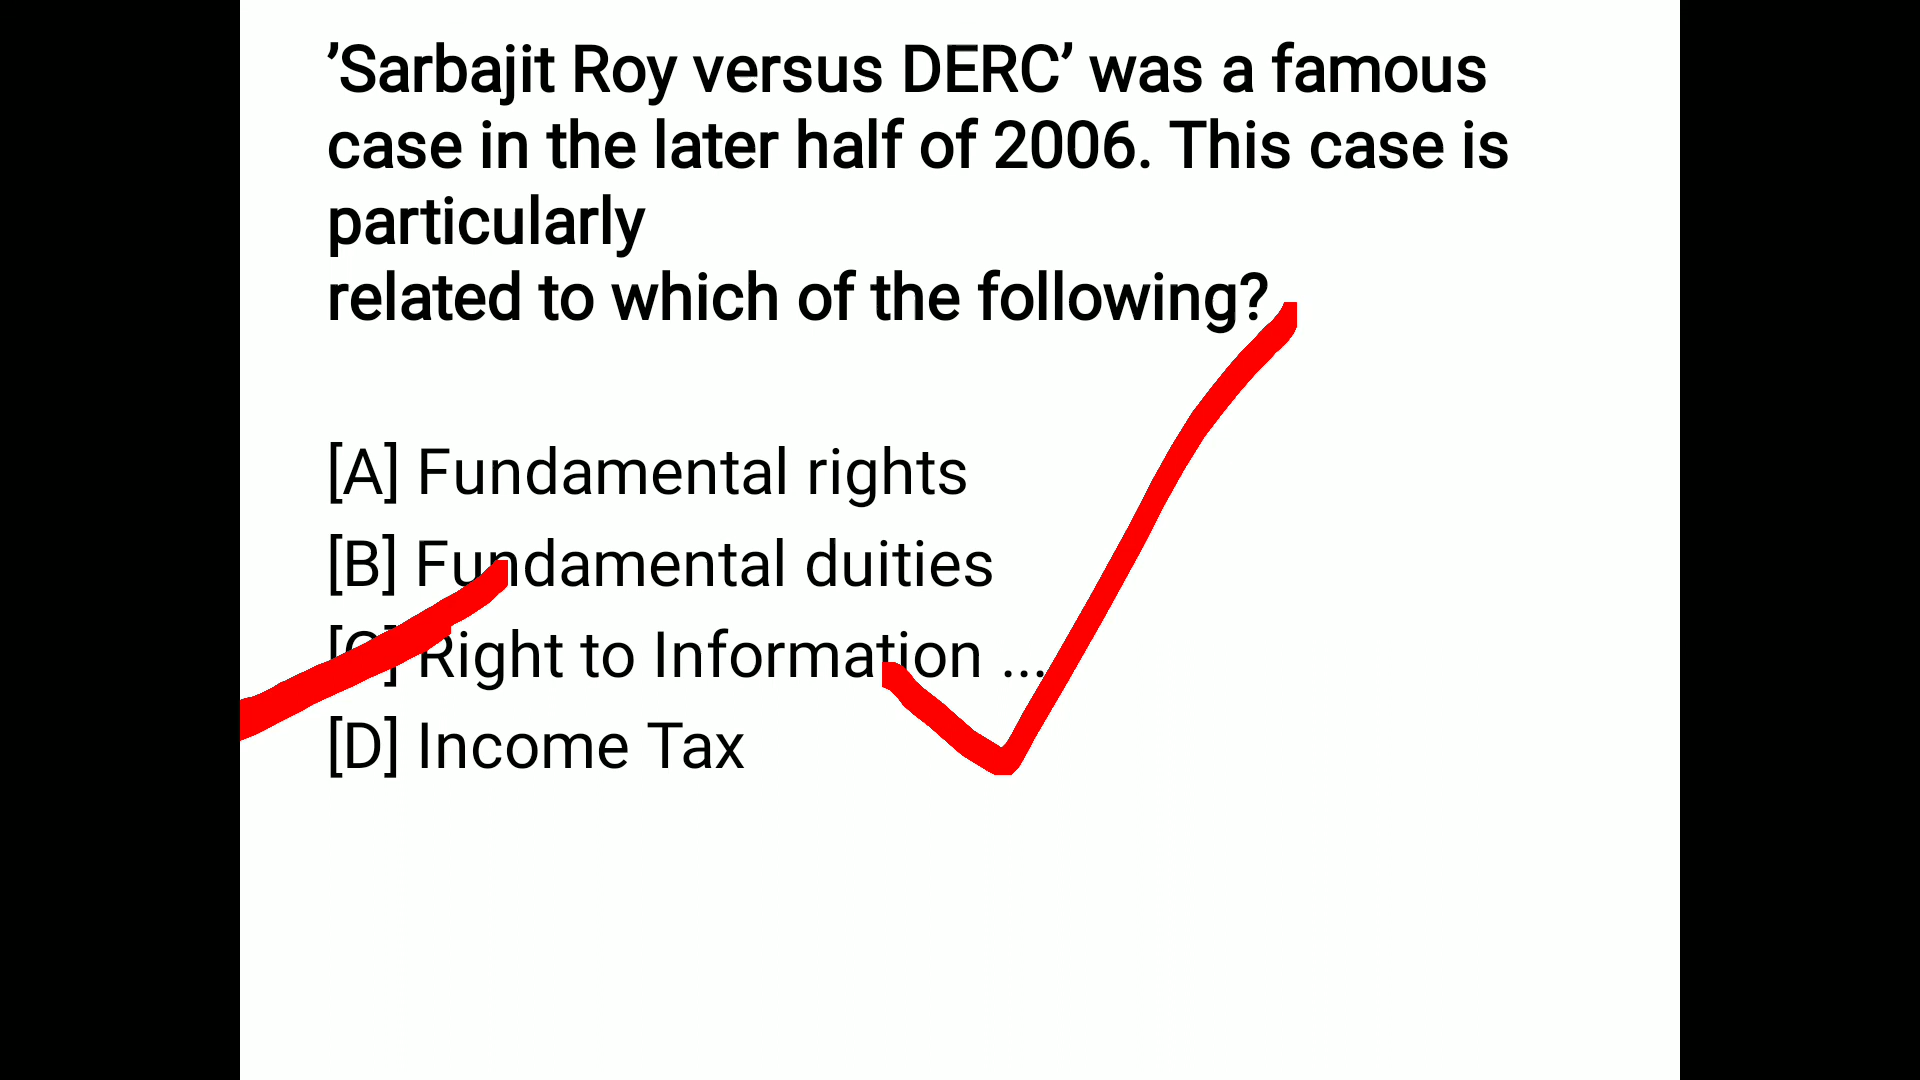 ’Sarbajit Roy versus DERC’ was a famous
case in the later half of 2006. This case is
particularly
related to which of the following?
[A] Fundamental rights
[B] Fundamental duities
[C] Right to Information ...
[D] Income Tax